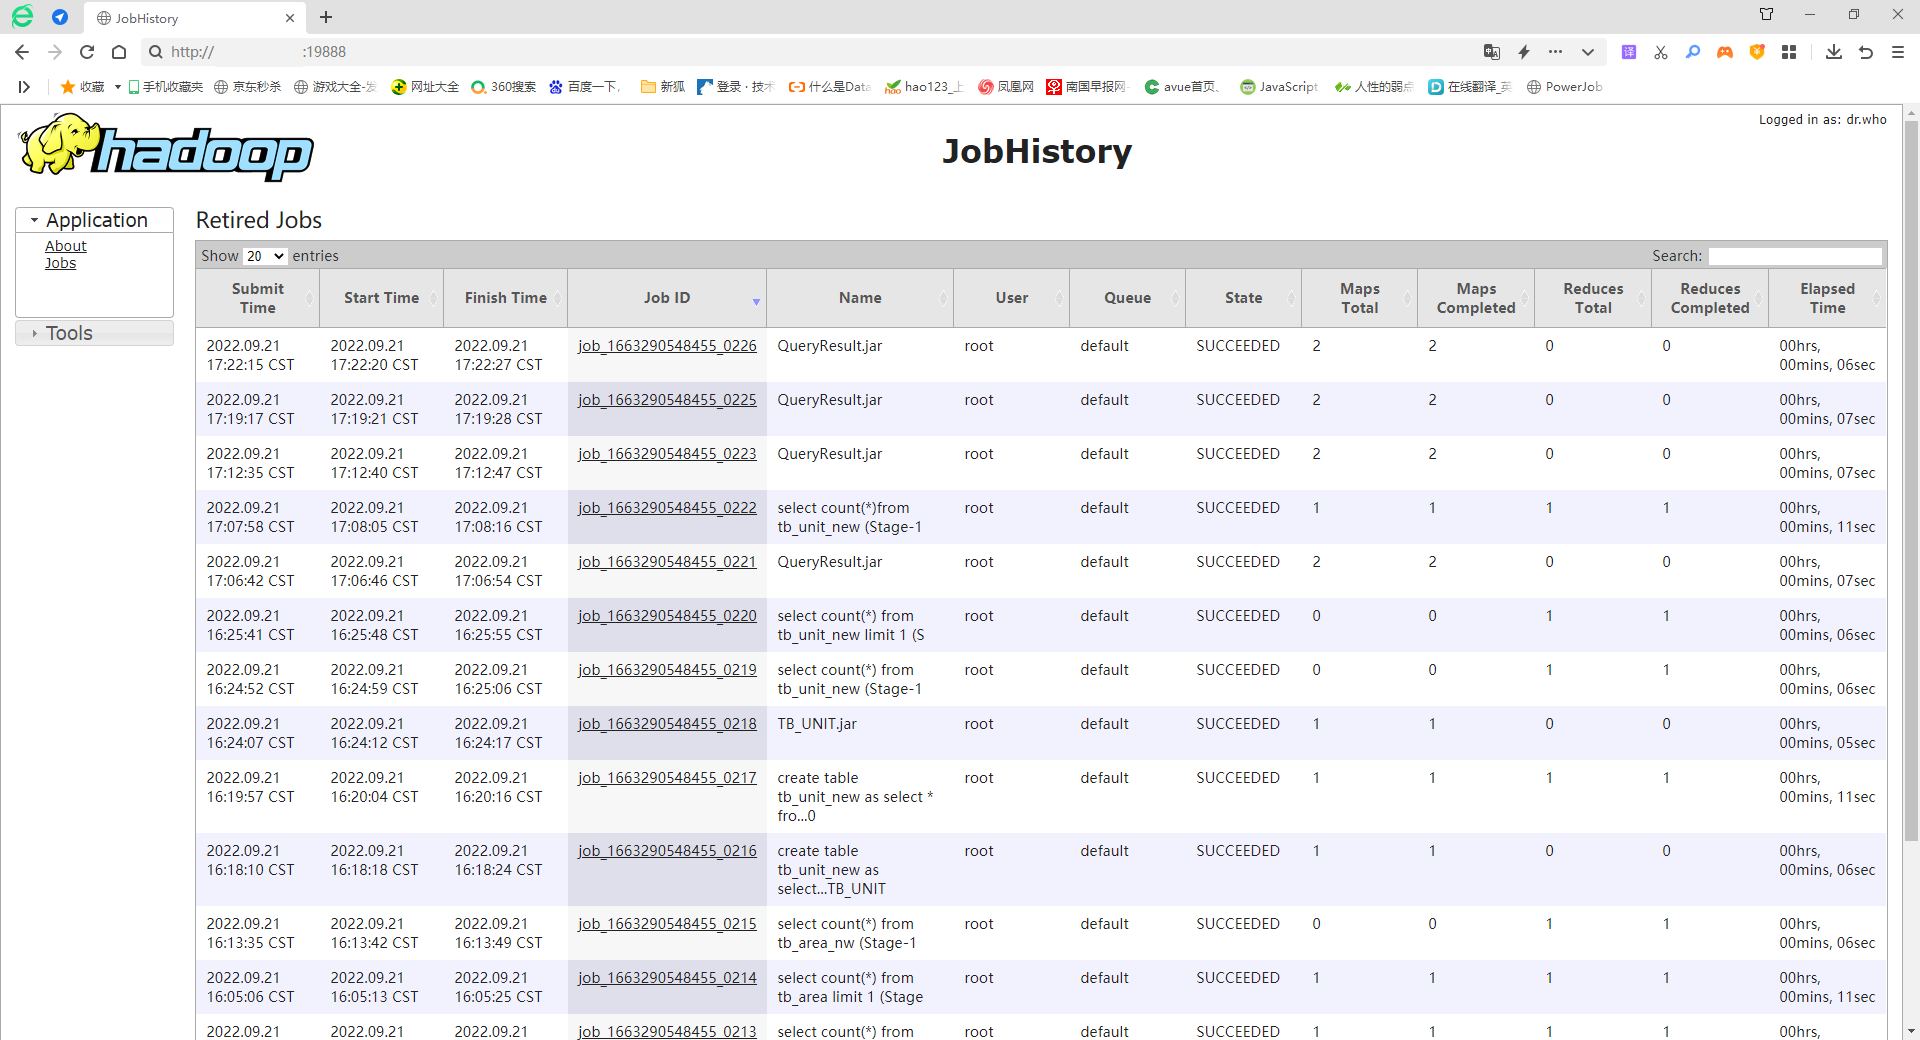 JobHistory
http:// :19888
收藏 手机收藏夹 京东秒杀 游戏大全-发 网址大全 360搜索 百度一下, 新狐 登录 · 技术 什么是Data hao123_上 凤凰网 南国早报网- avue首页、 JavaScript 人性的弱点 在线翻译_英 PowerJob
hadoop
Logged in as: dr.who
JobHistory
Application
About
Jobs
Tools
Retired Jobs
Show 20 entries
Search:
Submit Time Start Time Finish Time Job ID Name User Queue State Maps Total Maps Completed Reduces Total Reduces Completed Elapsed Time
2022.09.21 2022.09.21 2022.09.21 job_1663290548455_0226 QueryResult.jar root default SUCCEEDED 2 2 0 0 00hrs,
17:22:15 CST 17:22:20 CST 17:22:27 CST 00mins, 06sec
2022.09.21 2022.09.21 2022.09.21 job_1663290548455_0225 QueryResult.jar root default SUCCEEDED 2 2 0 0 00hrs,
17:19:17 CST 17:19:21 CST 17:19:28 CST 00mins, 07sec
2022.09.21 2022.09.21 2022.09.21 job_1663290548455_0223 QueryResult.jar root default SUCCEEDED 2 2 0 0 00hrs,
17:12:35 CST 17:12:40 CST 17:12:47 CST 00mins, 07sec
2022.09.21 2022.09.21 2022.09.21 job_1663290548455_0222 select count(*)from root default SUCCEEDED 1 1 1 1 00hrs,
17:07:58 CST 17:08:05 CST 17:08:16 CST tb_unit_new (Stage-1 00mins, 11sec
2022.09.21 2022.09.21 2022.09.21 job_1663290548455_0221 QueryResult.jar root default SUCCEEDED 2 2 0 0 00hrs,
17:06:42 CST 17:06:46 CST 17:06:54 CST 00mins, 07sec
2022.09.21 2022.09.21 2022.09.21 job_1663290548455_0220 select count(*) from root default SUCCEEDED 0 0 1 1 00hrs,
16:25:41 CST 16:25:48 CST 16:25:55 CST tb_unit_new limit 1 (S 00mins, 06sec
2022.09.21 2022.09.21 2022.09.21 job_1663290548455_0219 select count(*) from root default SUCCEEDED 0 0 1 1 00hrs,
16:24:52 CST 16:24:59 CST 16:25:06 CST tb_unit_new (Stage-1 00mins, 06sec
2022.09.21 2022.09.21 2022.09.21 job_1663290548455_0218 TB_UNIT.jar root default SUCCEEDED 1 1 0 0 00hrs,
16:24:07 CST 16:24:12 CST 16:24:17 CST 00mins, 05sec
2022.09.21 2022.09.21 2022.09.21 job_1663290548455_0217 create table root default SUCCEEDED 1 1 1 1 00hrs,
16:19:57 CST 16:20:04 CST 16:20:16 CST tb_unit_new as select * 00mins, 11sec
fro...0
2022.09.21 2022.09.21 2022.09.21 job_1663290548455_0216 create table root default SUCCEEDED 1 1 0 0 00hrs,
16:18:10 CST 16:18:18 CST 16:18:24 CST tb_unit_new as 00mins, 06sec
select...TB_UNIT
2022.09.21 2022.09.21 2022.09.21 job_1663290548455_0215 select count(*) from root default SUCCEEDED 0 0 1 1 00hrs,
16:13:35 CST 16:13:42 CST 16:13:49 CST tb_area_nw (Stage-1 00mins, 06sec
2022.09.21 2022.09.21 2022.09.21 job_1663290548455_0214 select count(*) from root default SUCCEEDED 1 1 1 1 00hrs,
16:05:06 CST 16:05:13 CST 16:05:25 CST tb_area limit 1 (Stage 00mins, 11sec
2022.09.21 2022.09.21 2022.09.21 job_1663290548455_0213 select count(*) from root default SUCCEEDED 1 1 1 1 00hrs,